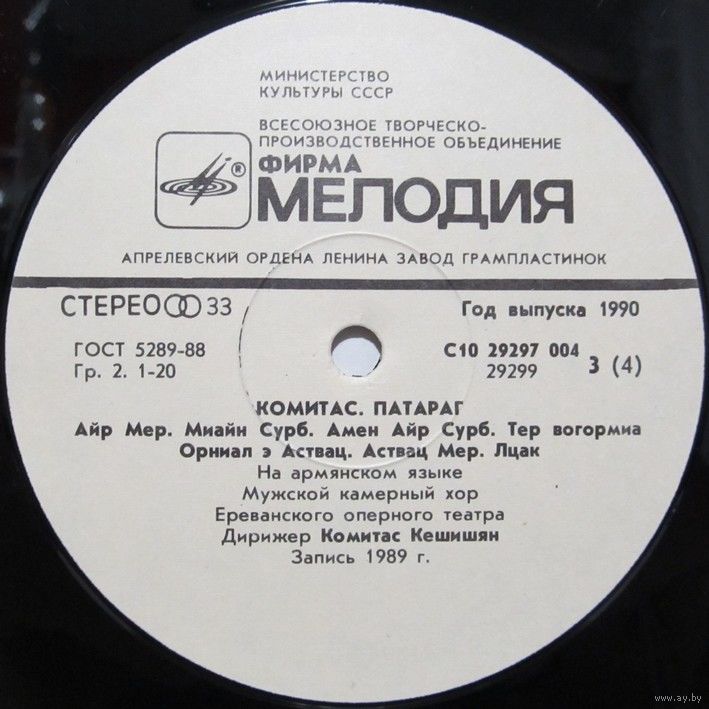 МИНИСТЕРСТВО
КУЛЬТУРЫ СССР
ВСЕСОЮЗНОЕ ТВОРЧЕСКО-
ПРОИЗВОДСТВЕННОЕ ОБЪЕДИНЕНИЕ
ФИРМА
® МЕЛОДИЯ
АПРЕЛЕВСКИЙ ОРДЕНА ЛЕНИНА ЗАВОД ГРАМПЛАСТИНОК
СТЕРЕО 33 Год выпуска 1990
ГОСТ 5289-88 С10 29297 004 3 (4)
Гр. 2. 1-20 29299
КОМИТАС. ПАТАРАГ
Айр Мер. Миайн Сурб. Амен Айр Сурб. Тер вогормиа
Орниал э Аствац. Аствац Мер. Лцак
На армянском языке
Мужской камерный хор
Ереванского оперного театра
Дирижер Комитас Кешишян
Запись 1989 г.
www.ay.by